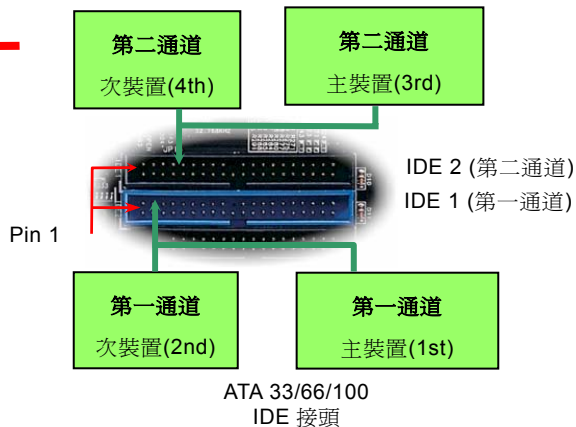 第二通道
次裝置(4th)
第二通道
主裝置(3rd)
IDE 2 (第二通道)
IDE 1 (第一通道)
Pin 1
第一通道
次裝置(2nd)
第一通道
主裝置(1st)
ATA 33/66/100
IDE 接頭